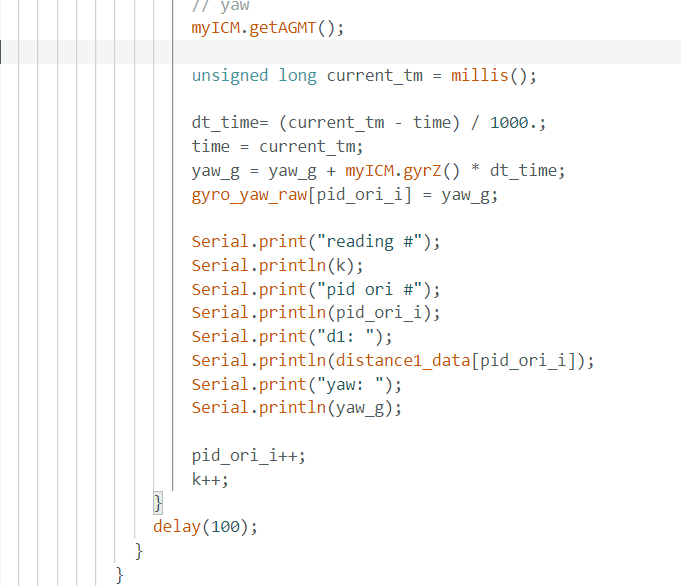 // yaw
myICM.getAGMT();
unsigned long current_tm = millis();
dt_time= (current_tm - time) / 1000.;
time = current_tm;
yaw_g = yaw_g + myICM.gyrZ() * dt_time;
gyro_yaw_raw[pid_ori_i] = yaw_g;
Serial.print("reading #");
Serial.println(k);
Serial.print("pid ori #");
Serial.println(pid_ori_i);
Serial.print("d1: ");
Serial.println(distance1_data[pid_ori_i]);
Serial.print("yaw: ");
Serial.println(yaw_g);
pid_ori_i++;
k++;
}
delay(100);
}
}